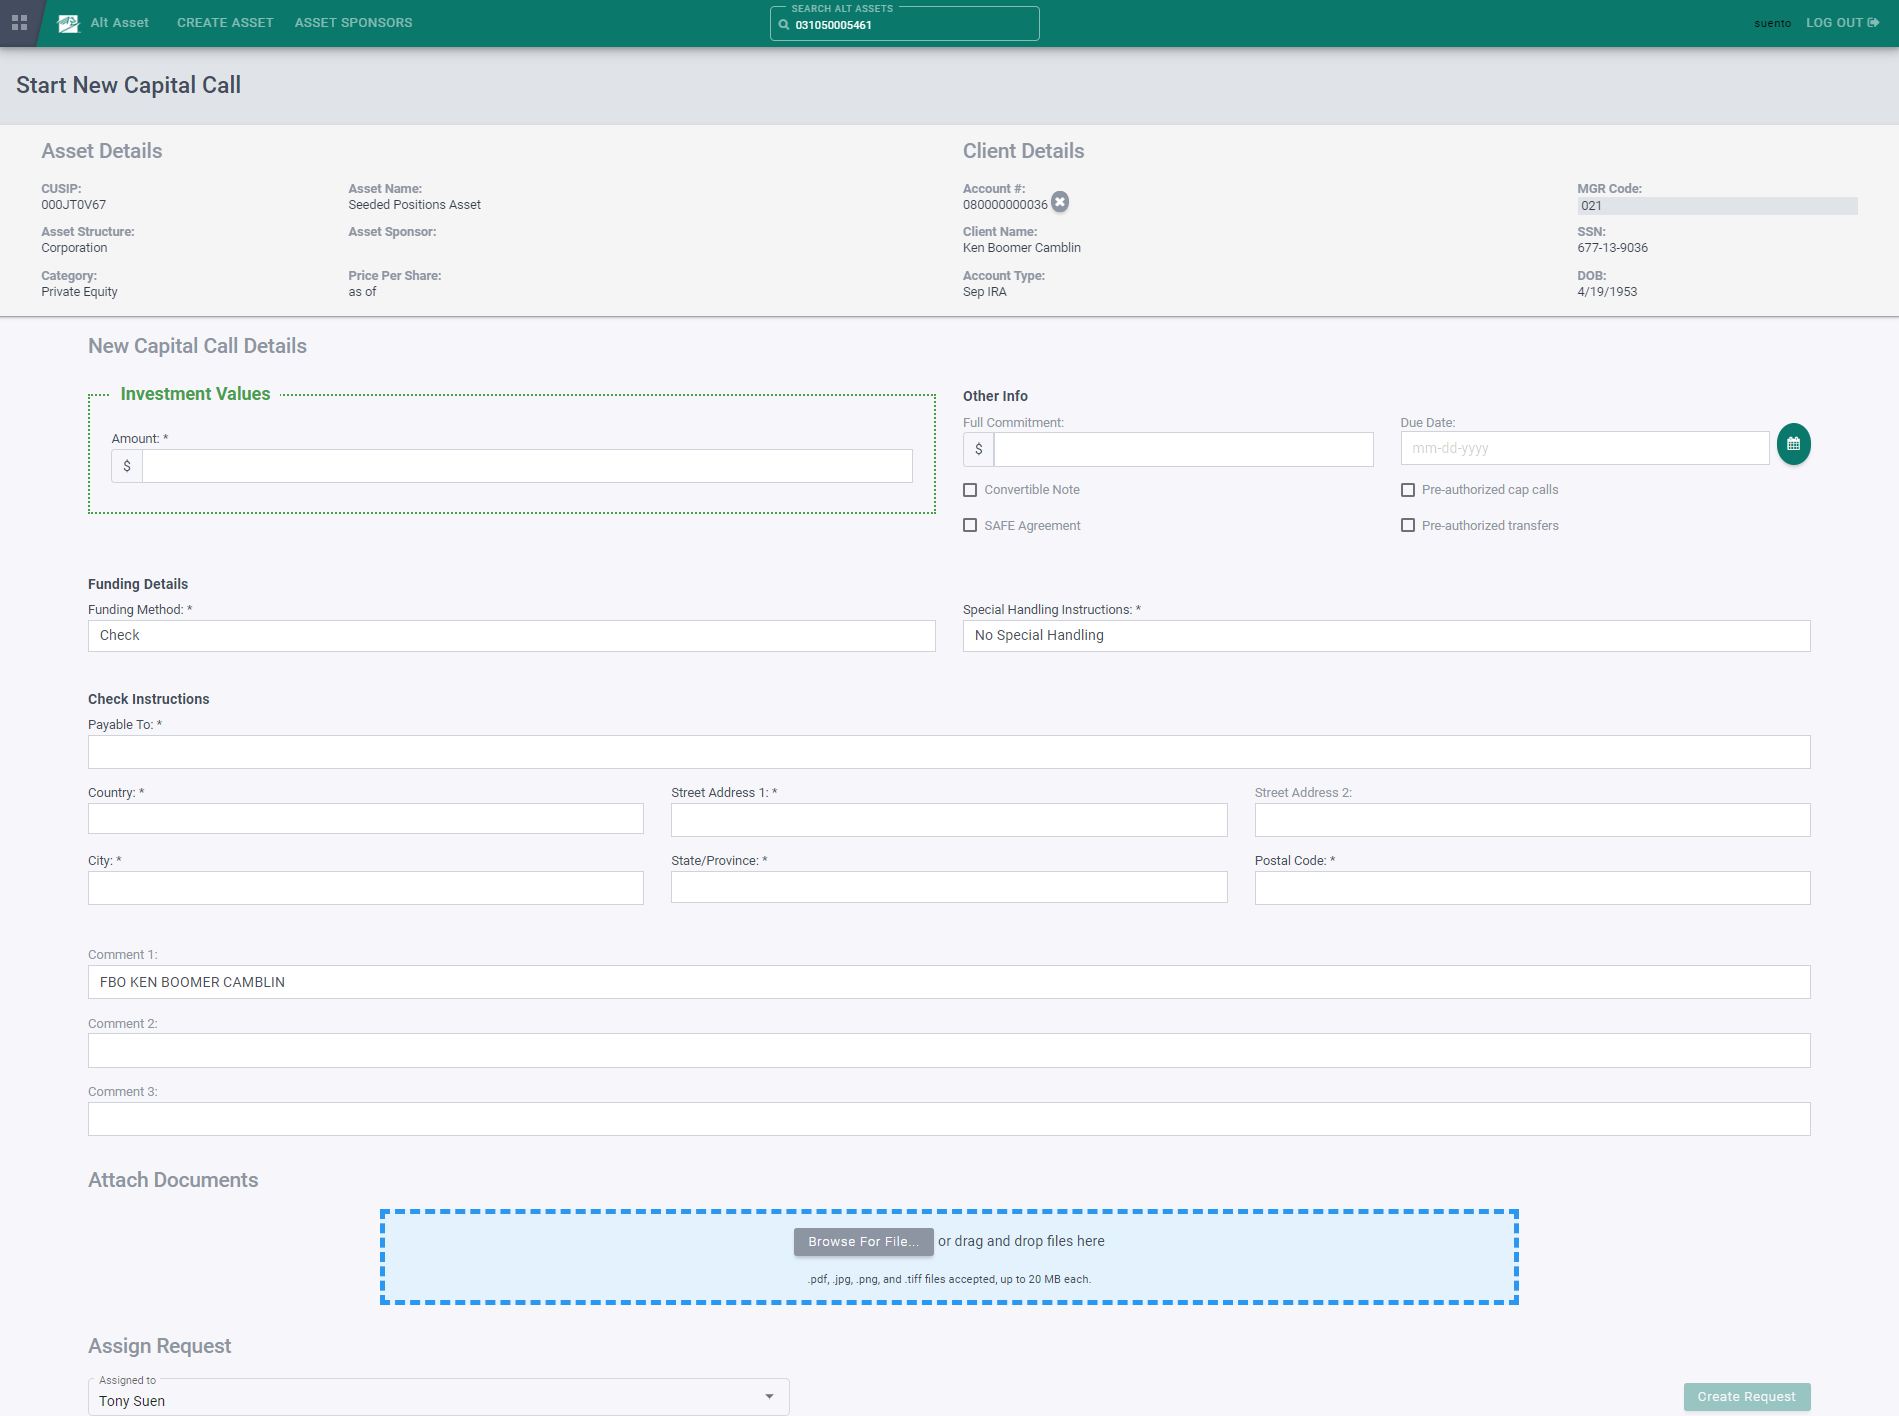 Alt Asset CREATE ASSET ASSET SPONSORS SEARCH ALT ASSETS suento LOG OUT
031050005461
Start New Capital Call
Asset Details
CUSIP: Asset Name:
000JT0V67 Seeded Positions Asset
Asset Structure: Asset Sponsor:
Corporation
Category: Price Per Share:
Private Equity as of
Client Details
Account #: MGR Code:
080000000036 021
Client Name: SSN:
Ken Boomer Camblin 677-13-9036
Account Type: DOB:
Sep IRA 4/19/1953
New Capital Call Details
Investment Values
Amount: *
$
Other Info
Full Commitment: Due Date:
$ mm-dd-yyyy
Convertible Note Pre-authorized cap calls
SAFE Agreement Pre-authorized transfers
Funding Details
Funding Method: * Special Handling Instructions: *
Check No Special Handling
Check Instructions
Payable To: *
Country: * Street Address 1: * Street Address 2:
City: * State/Province: * Postal Code: *
Comment 1:
FBO KEN BOOMER CAMBLIN
Comment 2:
Comment 3:
Attach Documents
Browse For File... or drag and drop files here
.pdf, .jpg, .png, and .tiff files accepted, up to 20 MB each.
Assign Request
Assigned to
Tony Suen Create Request